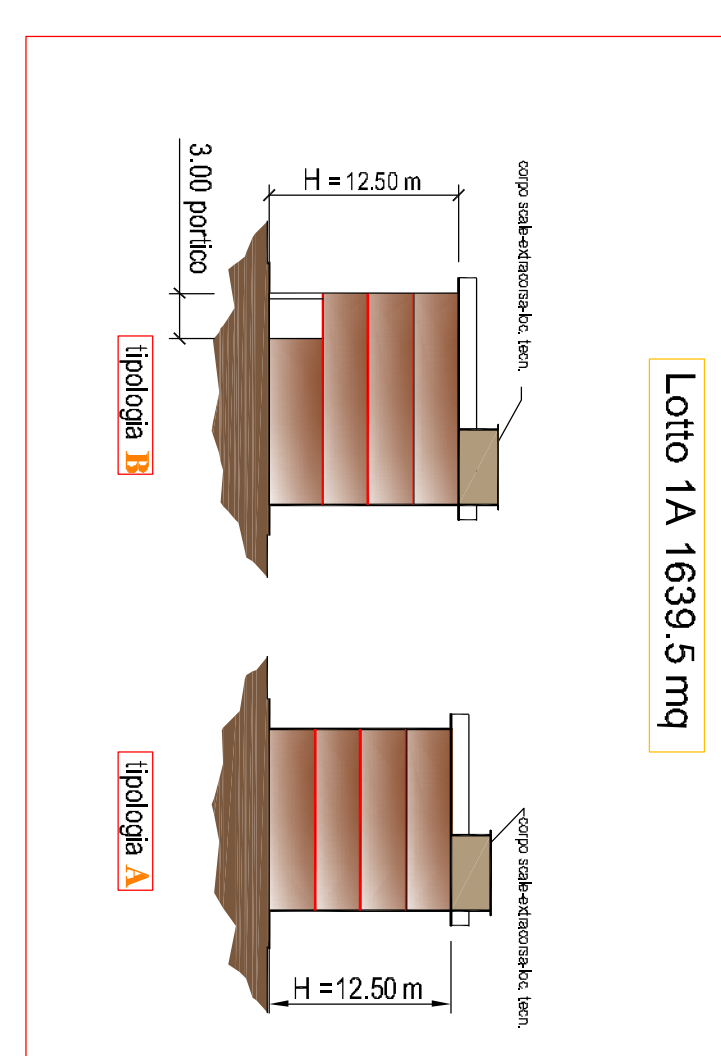 Lotto 1A 1639.5 mq
corpo scale-extracorsa-loc. tecn.
H = 12.50 m
3.00 portico
tipologia B
corpo scale-extracorsa-loc. tecn.
H = 12.50 m
tipologia A